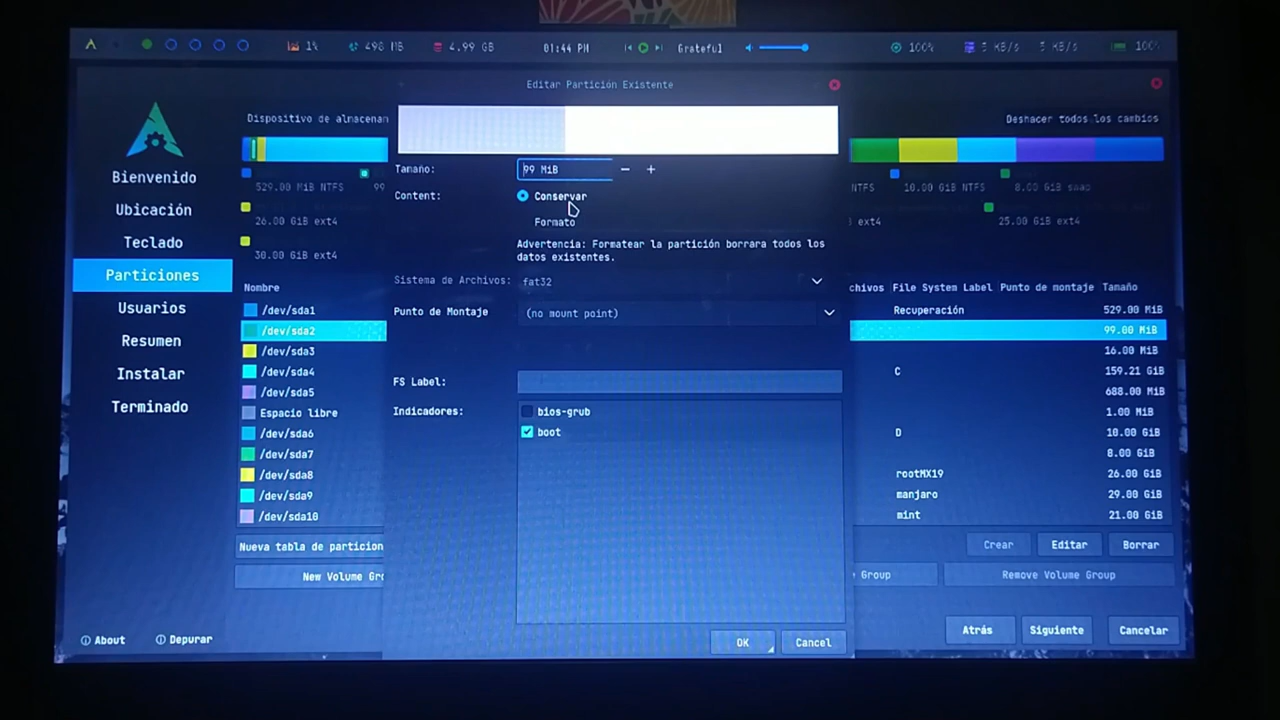 1% 498 MB 4.99 GB 01:44 PM Grateful 100% 5 KB/s 5 KB/s 100%
Editar Partición Existente
Dispositivo de almacenam
Deshacer todos los cambios
529.00 MiB NTFS 99
NTFS 10.00 GiB NTFS 8.00 GiB swap
26.00 GiB ext4
B ext4 25.00 GiB ext4
30.00 GiB ext4
Bienvenido
Ubicación
Teclado
Particiones
Usuarios
Resumen
Instalar
Terminado
Tamaño: 99 MiB − +
Content: Conservar
Formato
Advertencia: Formatear la partición borrara todos los
datos existentes.
Sistema de Archivos: fat32
Punto de Montaje (no mount point)
FS Label:
Indicadores: bios-grub
boot
Nombre chivos File System Label Punto de montaje Tamaño
/dev/sda1 Recuperación 529.00 MiB
/dev/sda2 99.00 MiB
/dev/sda3 16.00 MiB
/dev/sda4 C 159.21 GiB
/dev/sda5 688.00 MiB
Espacio libre 1.00 MiB
/dev/sda6 D 10.00 GiB
/dev/sda7 8.00 GiB
/dev/sda8 rootMX19 26.00 GiB
/dev/sda9 manjaro 29.00 GiB
/dev/sda10 mint 21.00 GiB
Nueva tabla de particion
Crear Editar Borrar
New Volume Gro
Group Remove Volume Group
About Depurar
OK Cancel
Atrás Siguiente Cancelar